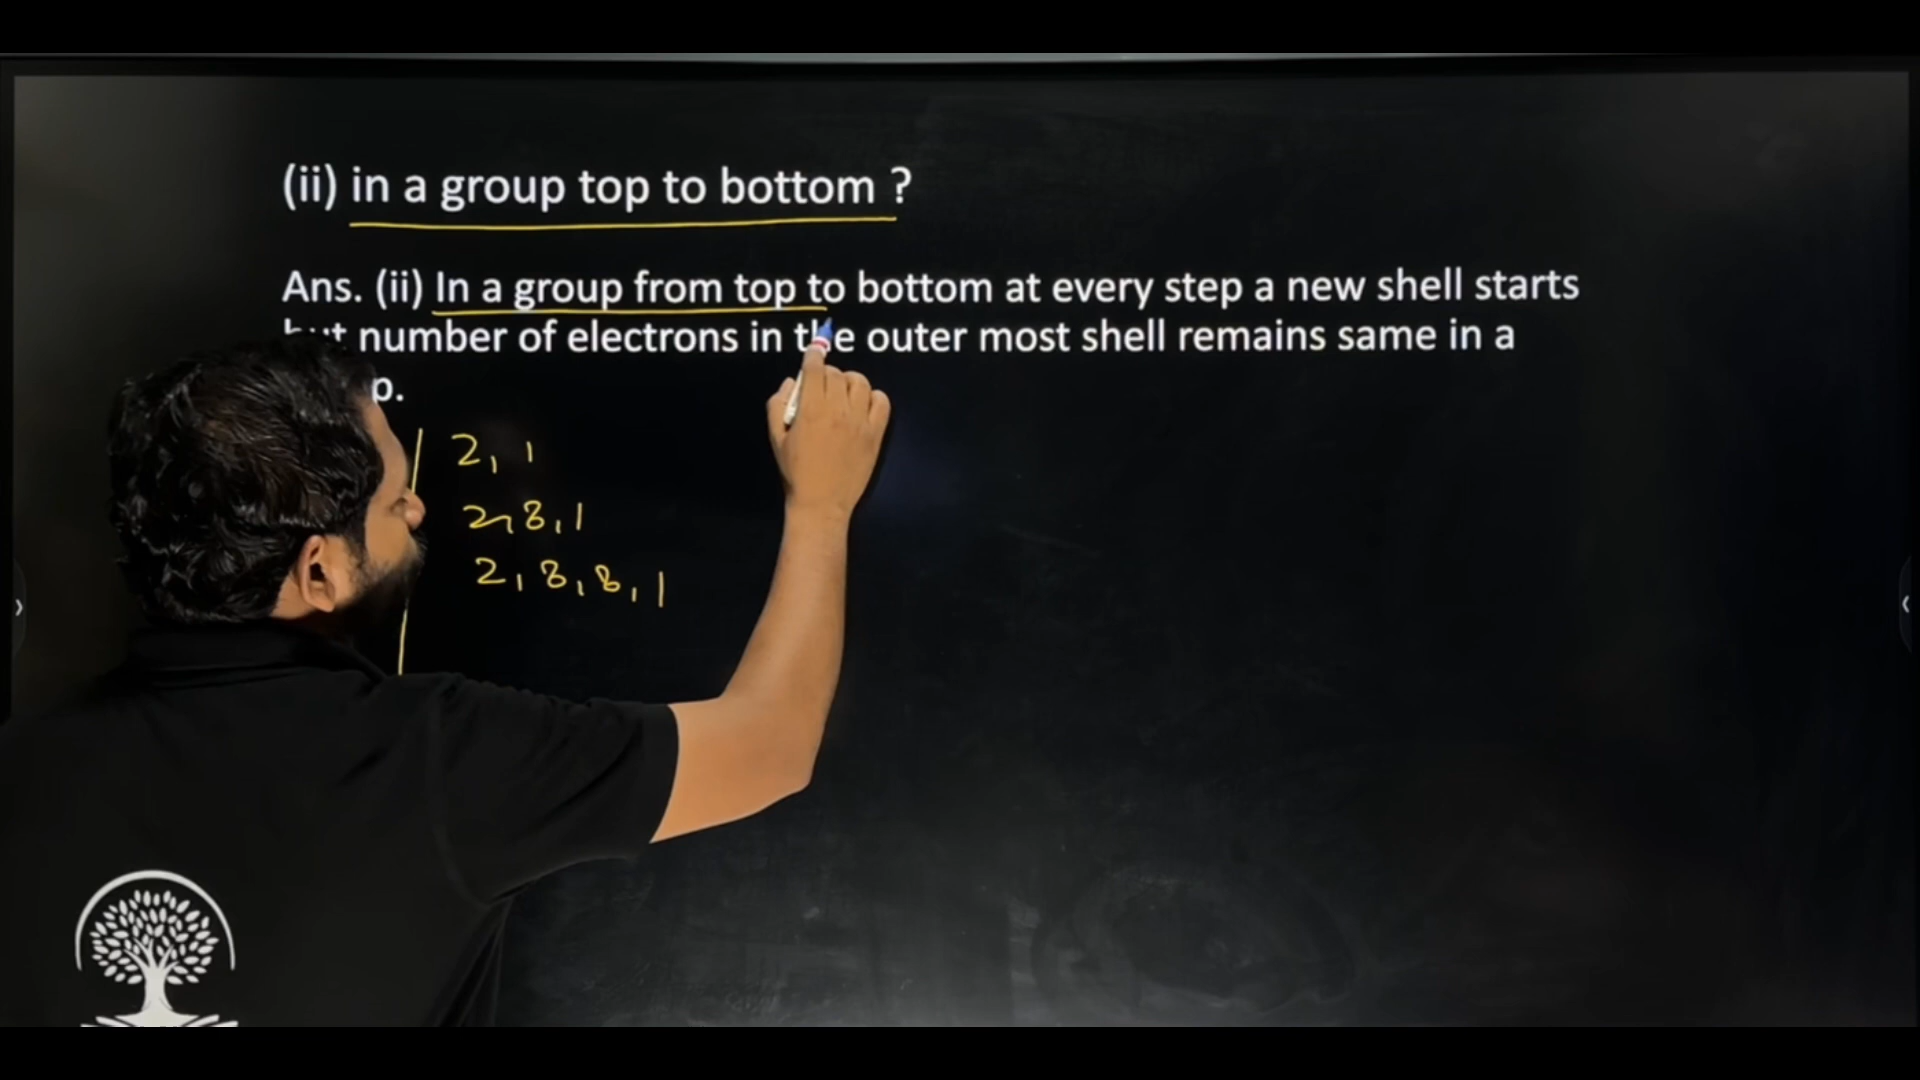 (ii) in a group top to bottom ?
Ans. (ii) In a group from top to bottom at every step a new shell starts
number of electrons in the outer most shell remains same in a
2, 1
2, 8, 1
2, 8, 8, 1